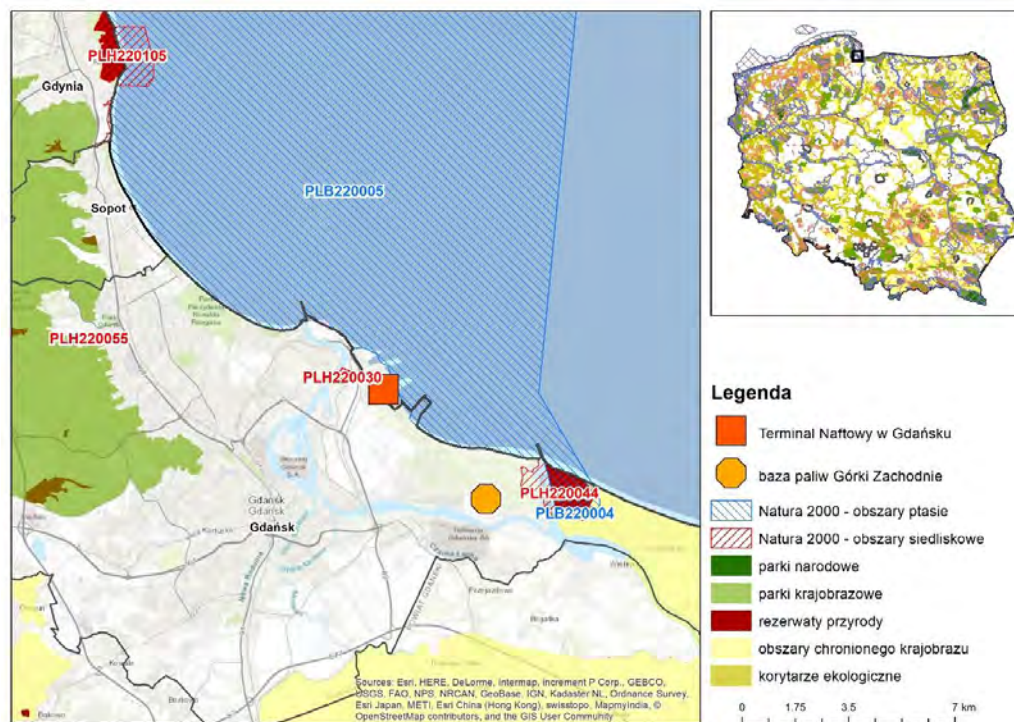 PLH220105
Gdynia
PLB220005
Sopot
PLH220055
PLH220030
PLH220044
PLB220004
Gdańsk
Gdańsk
Gdańsk
POWIAT GDAŃSKI
Sources: Esri, HERE, DeLorme, Intermap, increment P Corp., GEBCO,
USGS, FAO, NPS, NRCAN, GeoBase, IGN, Kadaster NL, Ordnance Survey,
Esri Japan, METI, Esri China (Hong Kong), swisstopo, MapmyIndia, ©
OpenStreetMap contributors, and the GIS User Community
Legenda
Terminal Naftowy w Gdańsku
baza paliw Górki Zachodnie
Natura 2000 - obszary ptasie
Natura 2000 - obszary siedliskowe
parki narodowe
parki krajobrazowe
rezerwaty przyrody
obszary chronionego krajobrazu
korytarze ekologiczne
0 1.75 3.5 7 km